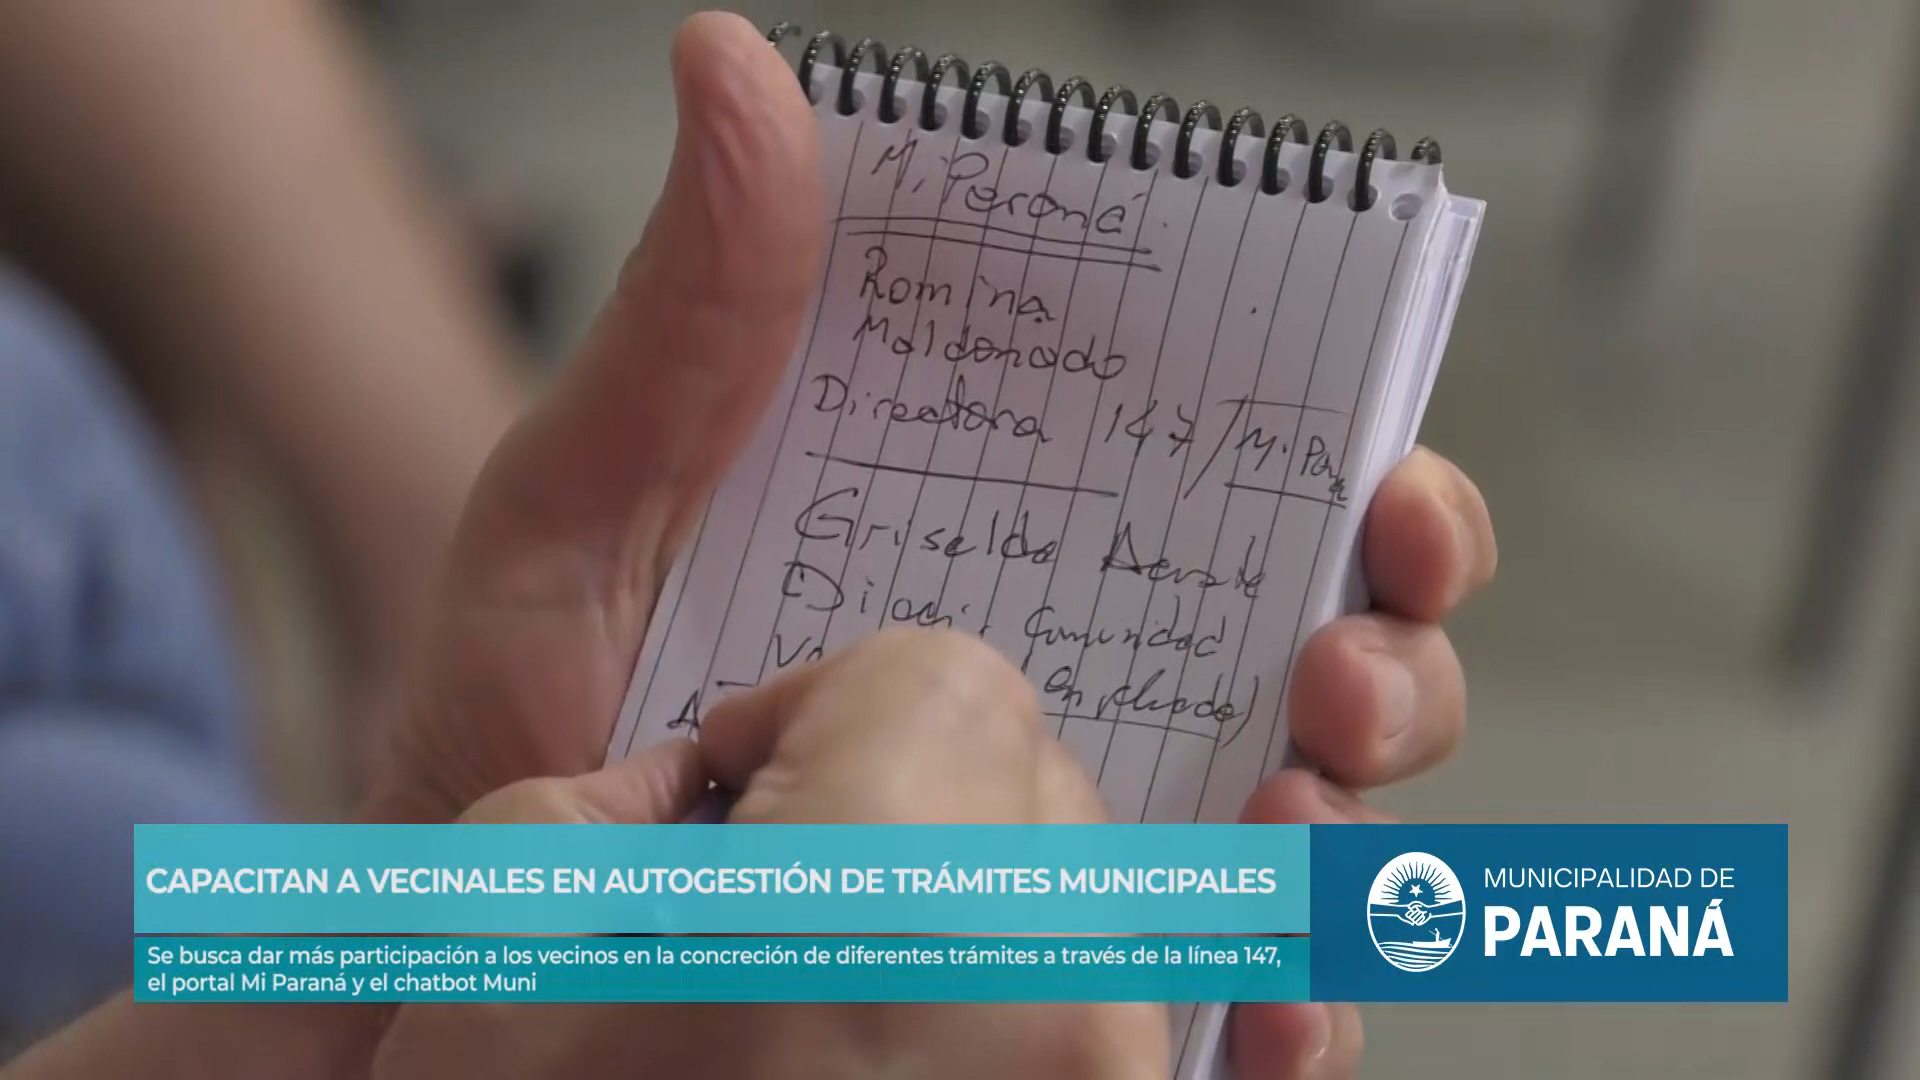 Mi Paraná
Romina
Maldonado
Directora 147 / Mi Paraná
Griselda
Comunidad
CAPACITAN A VECINALES EN AUTOGESTIÓN DE TRÁMITES MUNICIPALES
Se busca dar más participación a los vecinos en la concreción de diferentes trámites a través de la línea 147,
el portal Mi Paraná y el chatbot Muni
MUNICIPALIDAD DE
PARANÁ